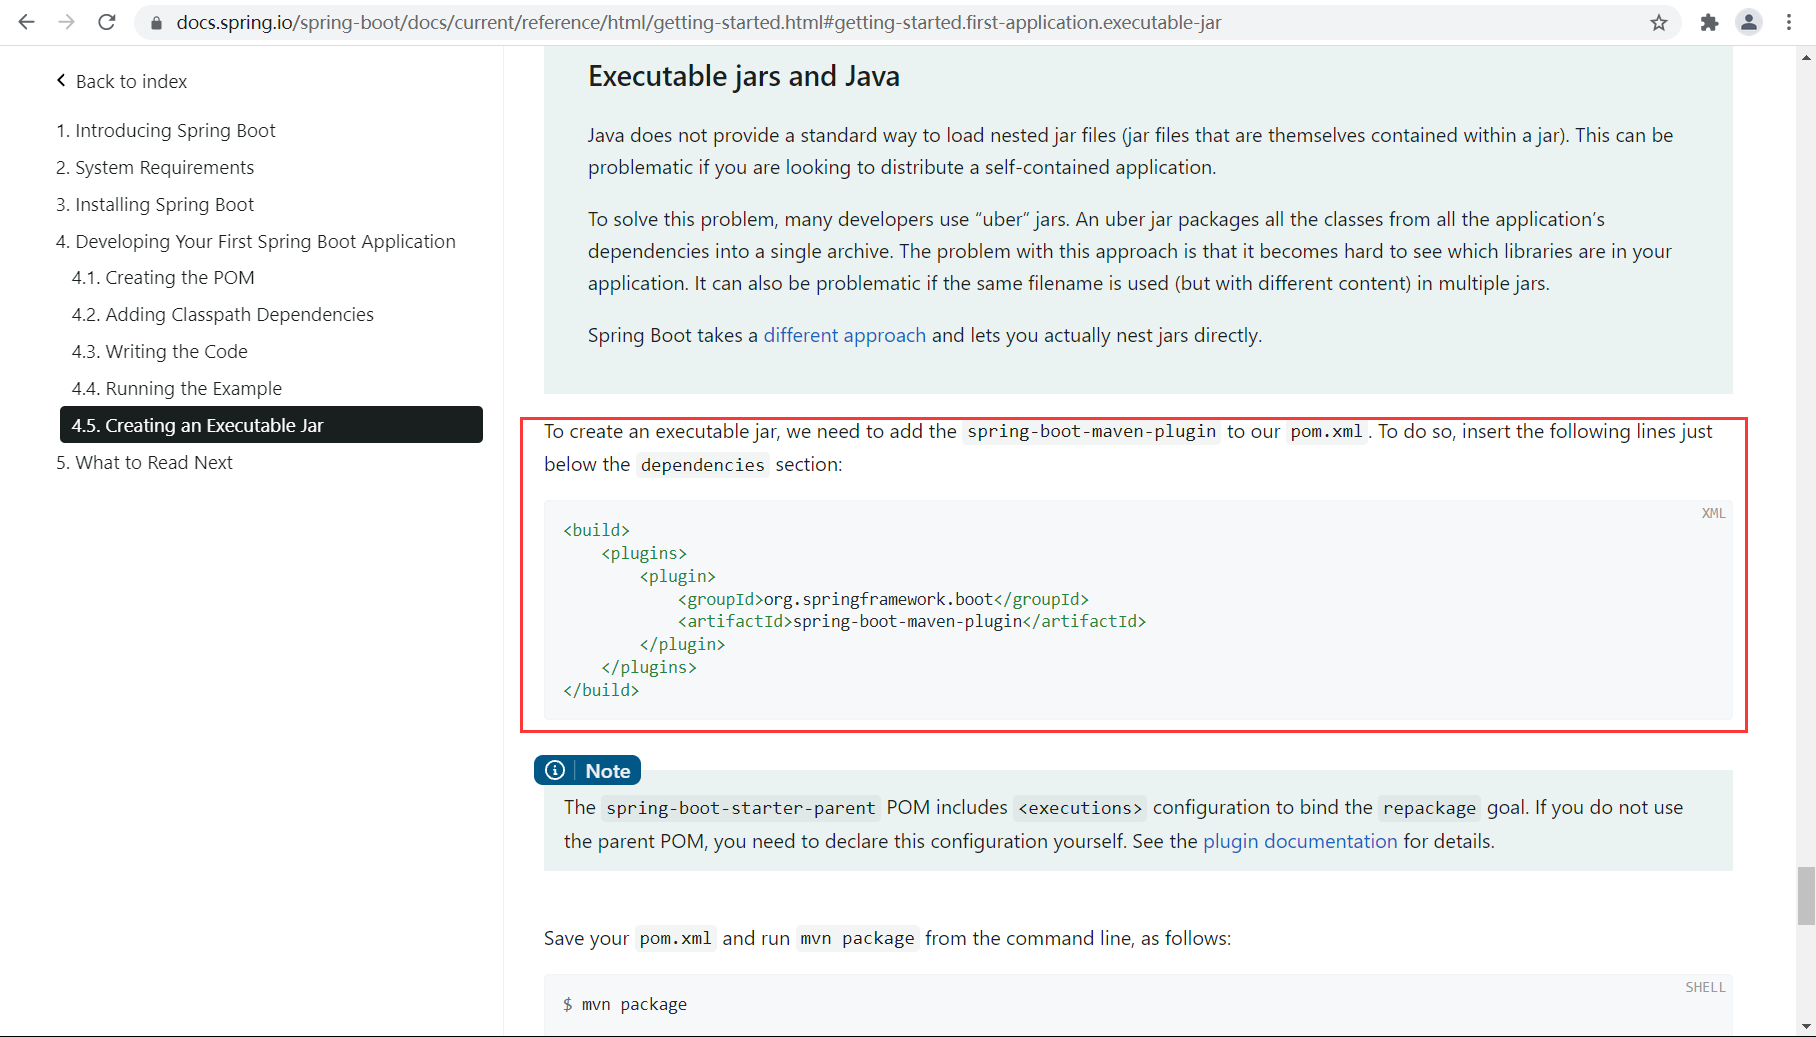 docs.spring.io/spring-boot/docs/current/reference/html/getting-started.html#getting-started.first-application.executable-jar
Back to index
1. Introducing Spring Boot
2. System Requirements
3. Installing Spring Boot
4. Developing Your First Spring Boot Application
4.1. Creating the POM
4.2. Adding Classpath Dependencies
4.3. Writing the Code
4.4. Running the Example
4.5. Creating an Executable Jar
5. What to Read Next
Executable jars and Java
Java does not provide a standard way to load nested jar files (jar files that are themselves contained within a jar). This can be
problematic if you are looking to distribute a self-contained application.
To solve this problem, many developers use “uber” jars. An uber jar packages all the classes from all the application’s
dependencies into a single archive. The problem with this approach is that it becomes hard to see which libraries are in your
application. It can also be problematic if the same filename is used (but with different content) in multiple jars.
Spring Boot takes a different approach and lets you actually nest jars directly.
To create an executable jar, we need to add the spring-boot-maven-plugin to our pom.xml. To do so, insert the following lines just
below the dependencies section:
XML
<build>
    <plugins>
        <plugin>
            <groupId>org.springframework.boot</groupId>
            <artifactId>spring-boot-maven-plugin</artifactId>
        </plugin>
    </plugins>
</build>
Note
The spring-boot-starter-parent POM includes <executions> configuration to bind the repackage goal. If you do not use
the parent POM, you need to declare this configuration yourself. See the plugin documentation for details.
Save your pom.xml and run mvn package from the command line, as follows:
SHELL
$ mvn package